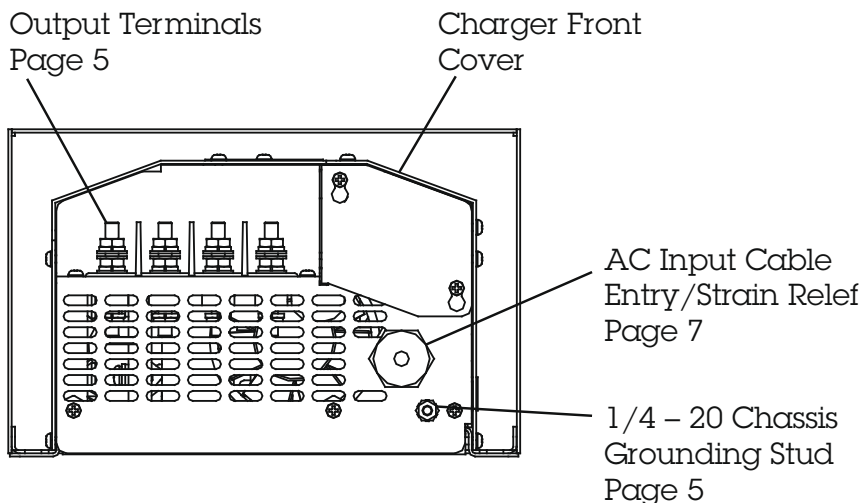 Output Terminals
Page 5
Charger Front
Cover
AC Input Cable
Entry/Strain Relef
Page 7
1/4 – 20 Chassis
Grounding Stud
Page 5